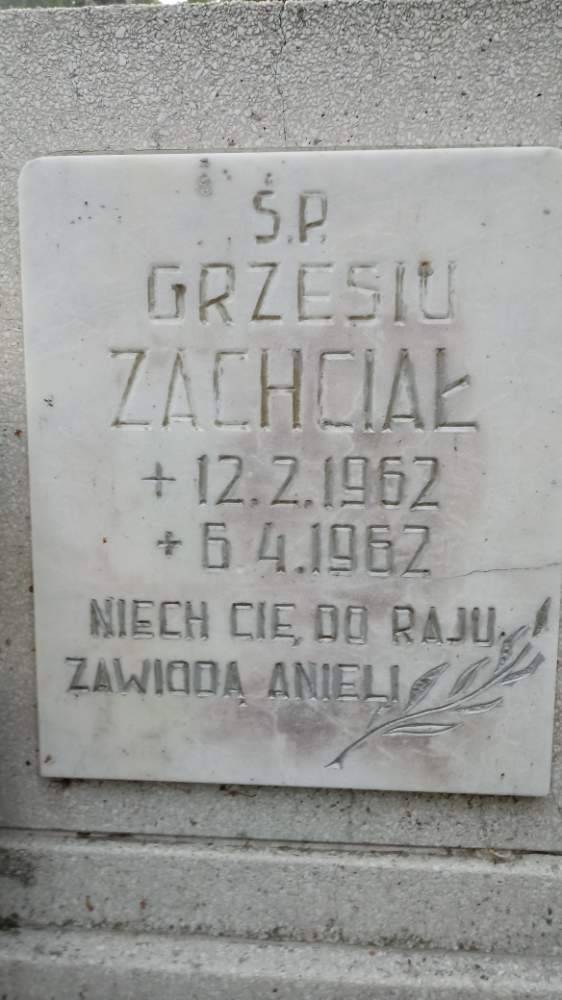 Ś.P.
GRZESIU
ZACHCIAŁ
+ 12.2.1962
+ 6.4.1962
NIECH CIĘ DO RAJU
ZAWIODĄ ANIELI